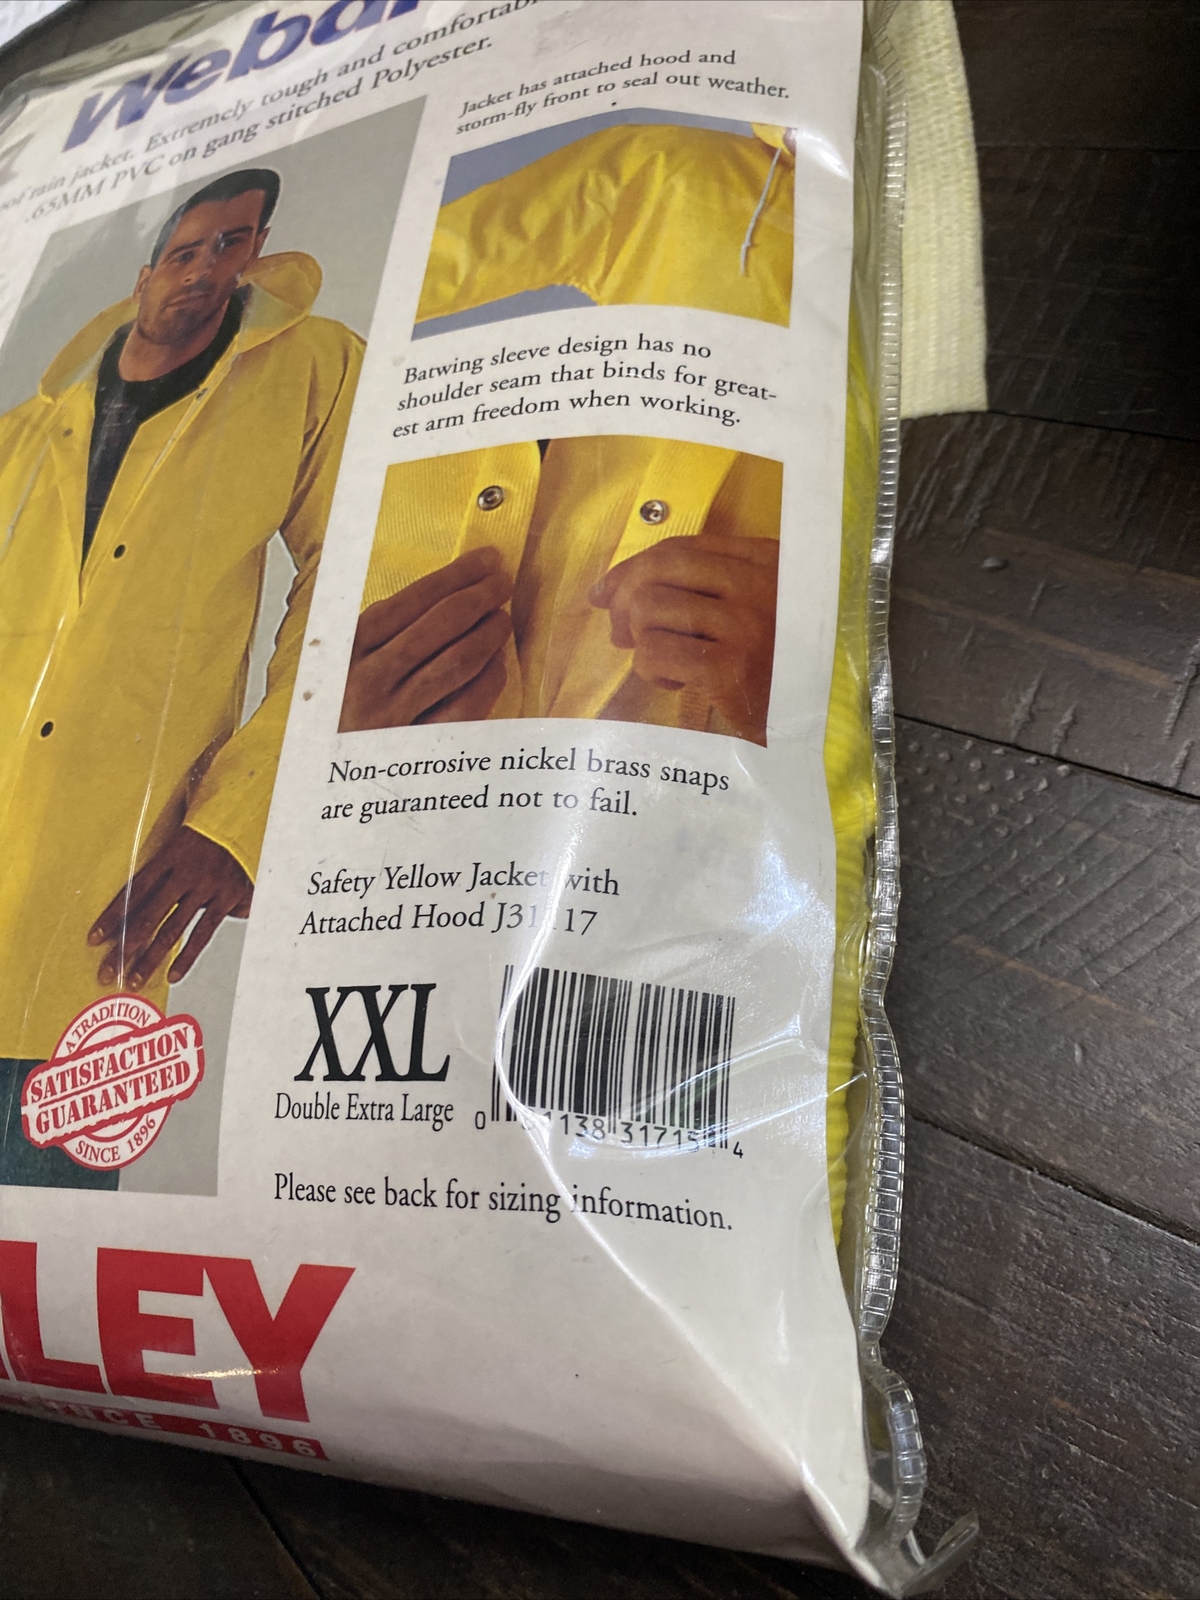 Weba
rain jacket. Extremely tough and comfortab
.65MM PVC on gang stitched Polyester.
Jacket has attached hood and
storm-fly front to seal out weather.
Batwing sleeve design has no
shoulder seam that binds for great-
est arm freedom when working.
Non-corrosive nickel brass snaps
are guaranteed not to fail.
Safety Yellow Jacket with
Attached Hood
XXL
Double Extra Large
Please see back for sizing information.
A TRADITION
SATISFACTION
GUARANTEED
SINCE 1896
LEY
SINCE 1896